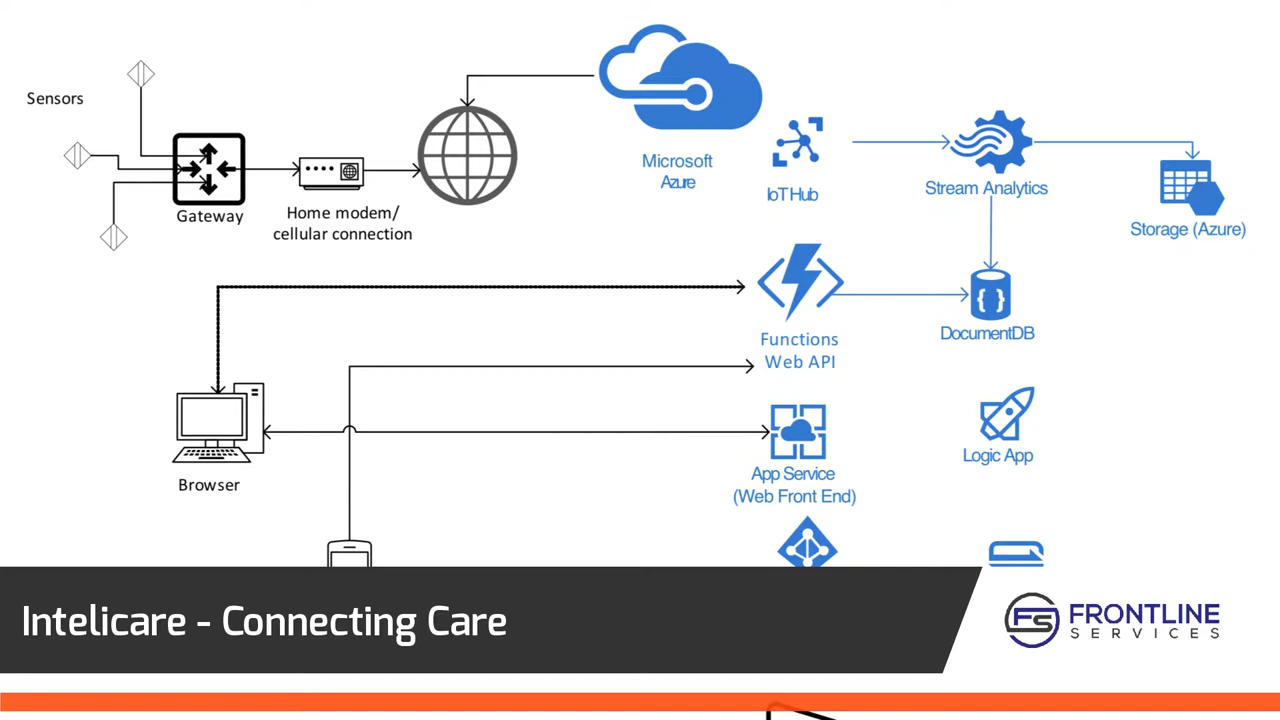 Sensors
Gateway
Home modem/
cellular connection
Microsoft
Azure
IoT Hub
Stream Analytics
Storage (Azure)
Functions
Web API
DocumentDB
Browser
App Service
(Web Front End)
Logic App
Intelicare - Connecting Care
FS
FRONTLINE
SERVICES